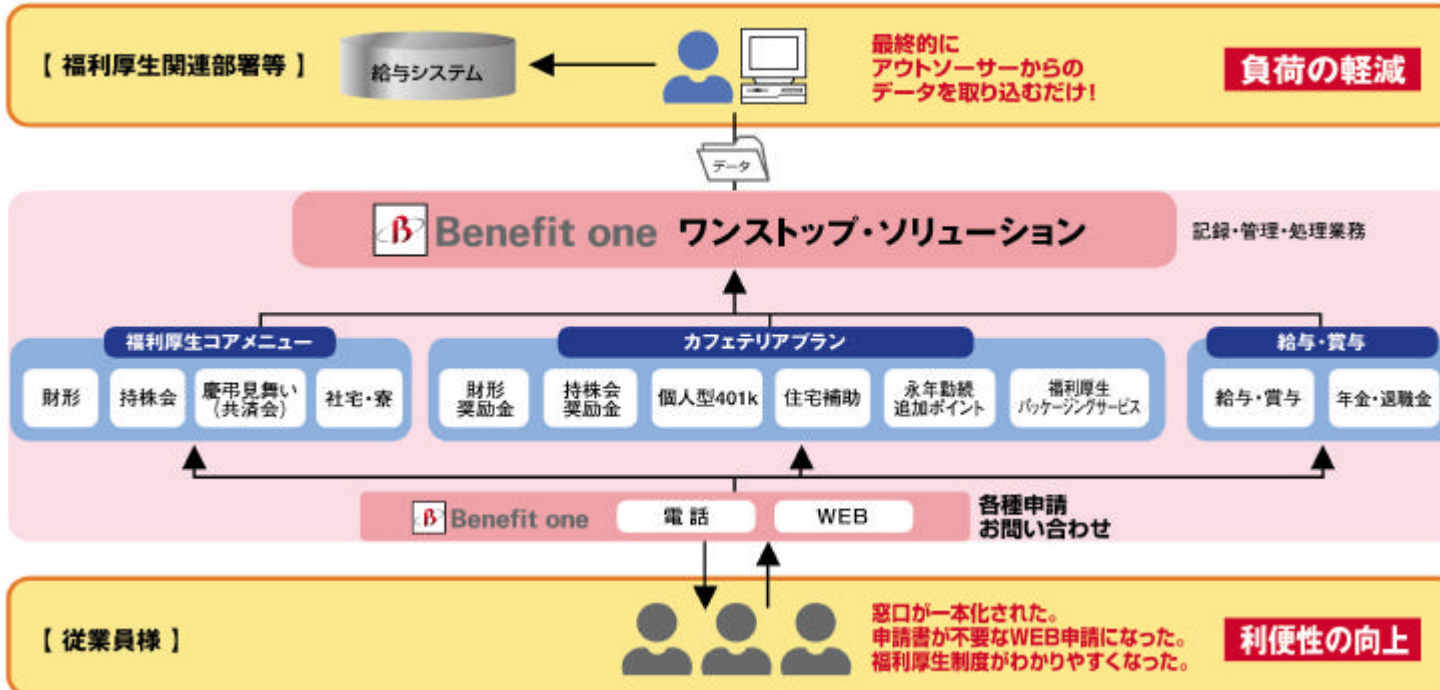 【 福利厚生関連部署等 】
給与システム
最終的に
アウトソーサーからの
データを取り込むだけ!
負荷の軽減
データ
β Benefit one ワンストップ・ソリューション
記録・管理・処理業務
福利厚生コアメニュー
財形
持株会
慶弔見舞い
(共済会)
社宅・寮
カフェテリアプラン
財形
奨励金
持株会
奨励金
個人型401k
住宅補助
永年勤続
追加ポイント
福利厚生
パッケージングサービス
給与・賞与
給与・賞与
年金・退職金
β Benefit one
電話
WEB
各種申請
お問い合わせ
【 従業員様 】
窓口が一本化された。
申請書が不要なWEB申請になった。
福利厚生制度がわかりやすくなった。
利便性の向上